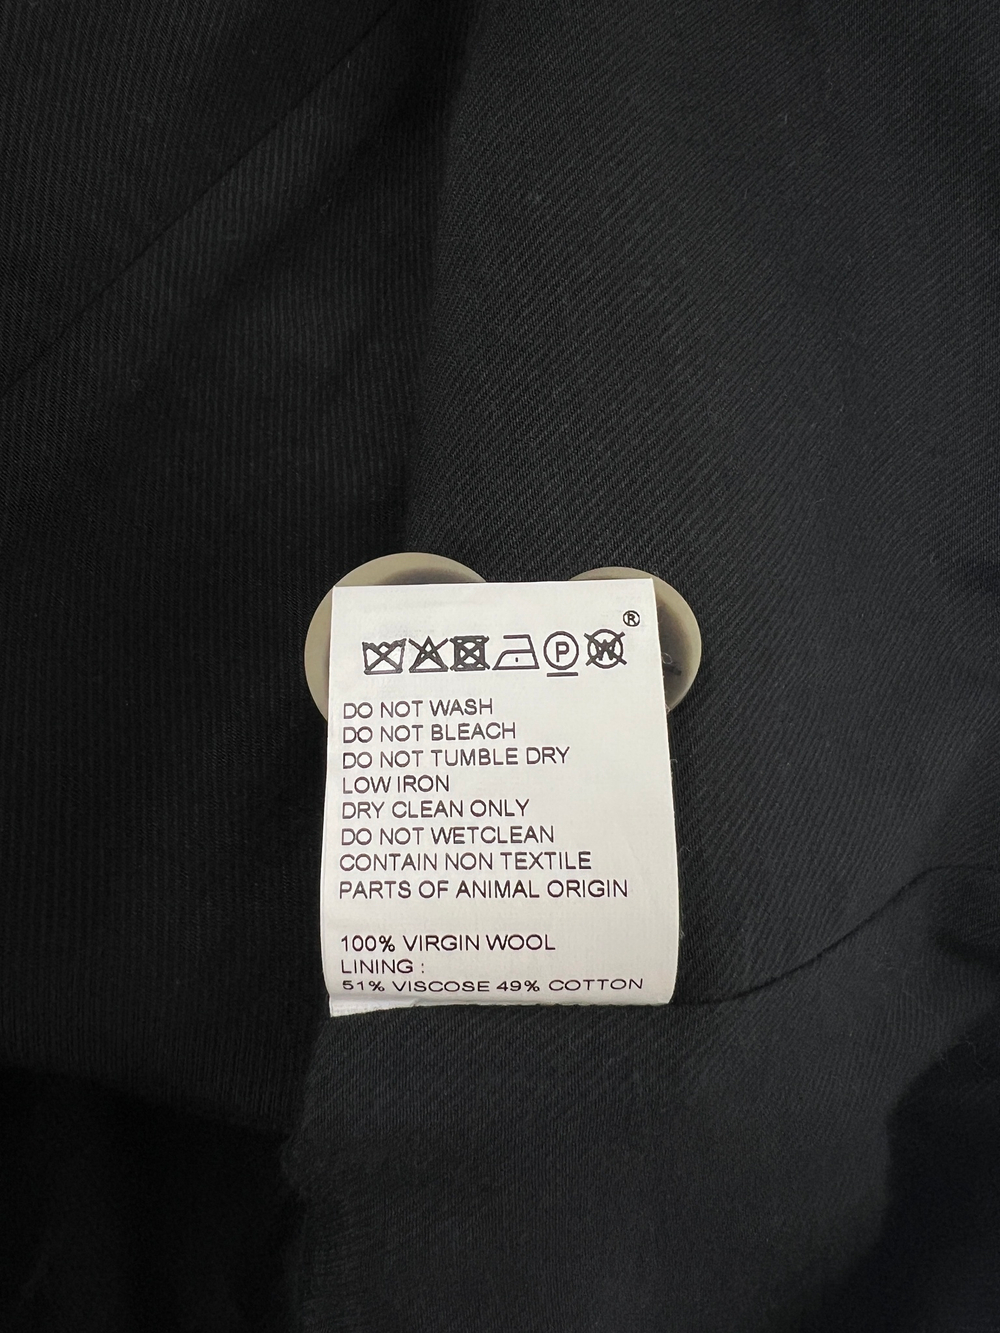 ®
P W
DO NOT WASH
DO NOT BLEACH
DO NOT TUMBLE DRY
LOW IRON
DRY CLEAN ONLY
DO NOT WETCLEAN
CONTAIN NON TEXTILE
PARTS OF ANIMAL ORIGIN
100% VIRGIN WOOL
LINING :
51% VISCOSE 49% COTTON